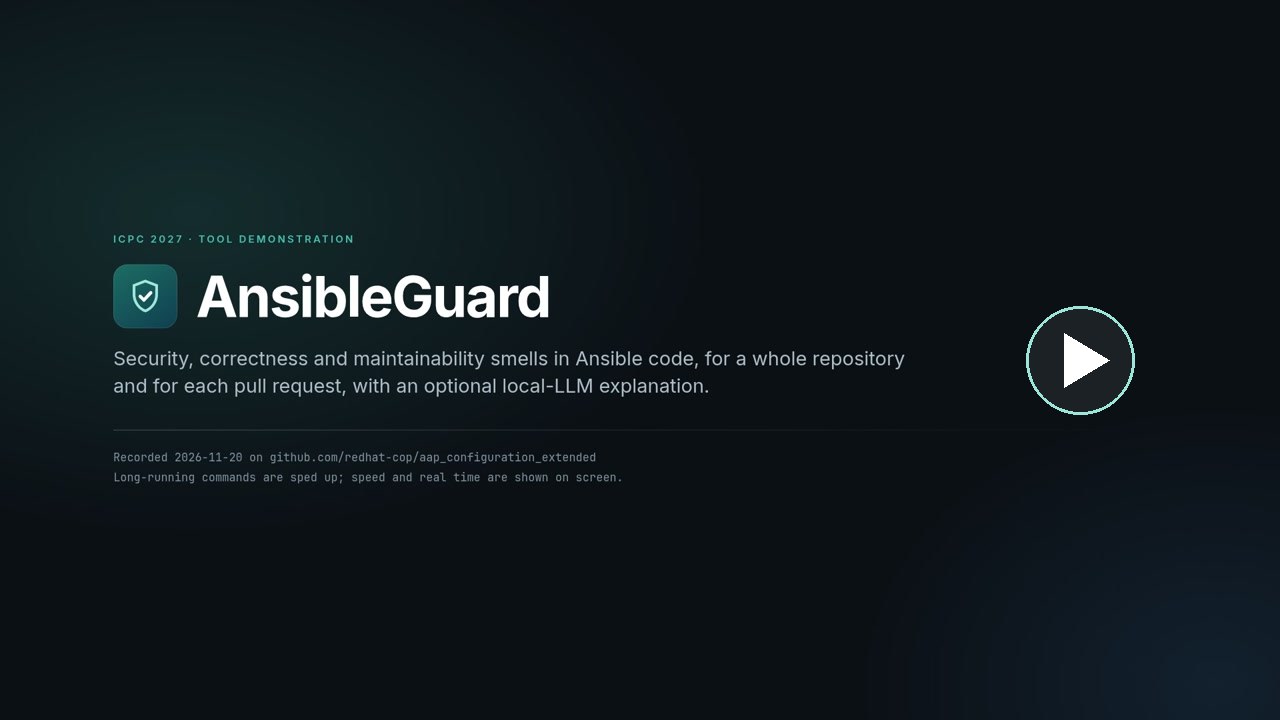 ICPC 2027 · TOOL DEMONSTRATION
AnsibleGuard
Security, correctness and maintainability smells in Ansible code, for a whole repository
and for each pull request, with an optional local-LLM explanation.
Recorded 2026-11-20 on github.com/redhat-cop/aap_configuration_extended
Long-running commands are sped up; speed and real time are shown on screen.